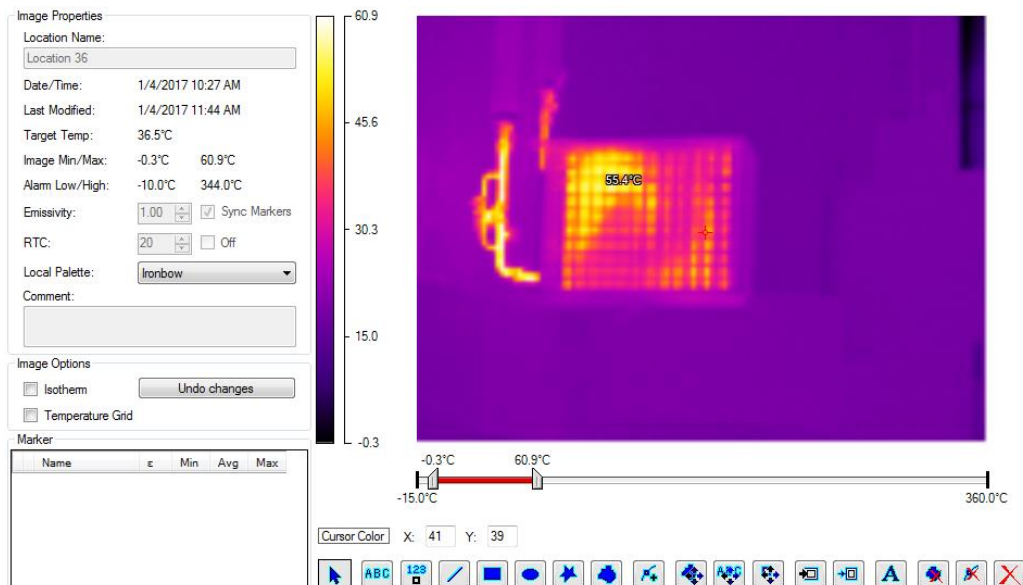 Image Properties
Location Name:
Location 36
Date/Time: 1/4/2017 10:27 AM
Last Modified: 1/4/2017 11:44 AM
Target Temp: 36.5°C
Image Min/Max: -0.3°C 60.9°C
Alarm Low/High: -10.0°C 344.0°C
Emissivity: 1.00 Sync Markers
RTC: 20 Off
Local Palette: Ironbow
Comment:
Image Options
Isotherm Undo changes
Temperature Grid
Marker
Name ε Min Avg Max
60.9
45.6
30.3
15.0
-0.3
55.4°C
-0.3°C 60.9°C
-15.0°C 360.0°C
Cursor Color X: 41 Y: 39
ABC 123 ABC A